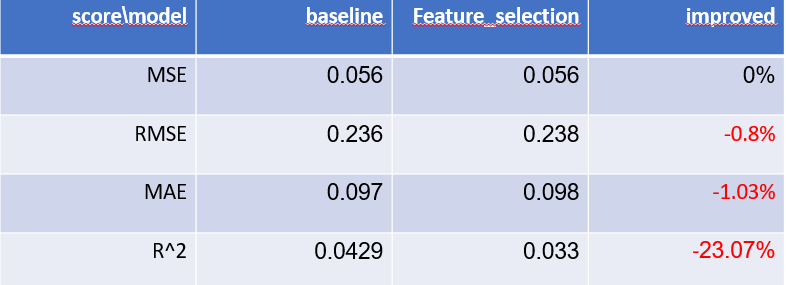 score\model baseline Feature_selection improved
MSE 0.056 0.056 0%
RMSE 0.236 0.238 -0.8%
MAE 0.097 0.098 -1.03%
R^2 0.0429 0.033 -23.07%